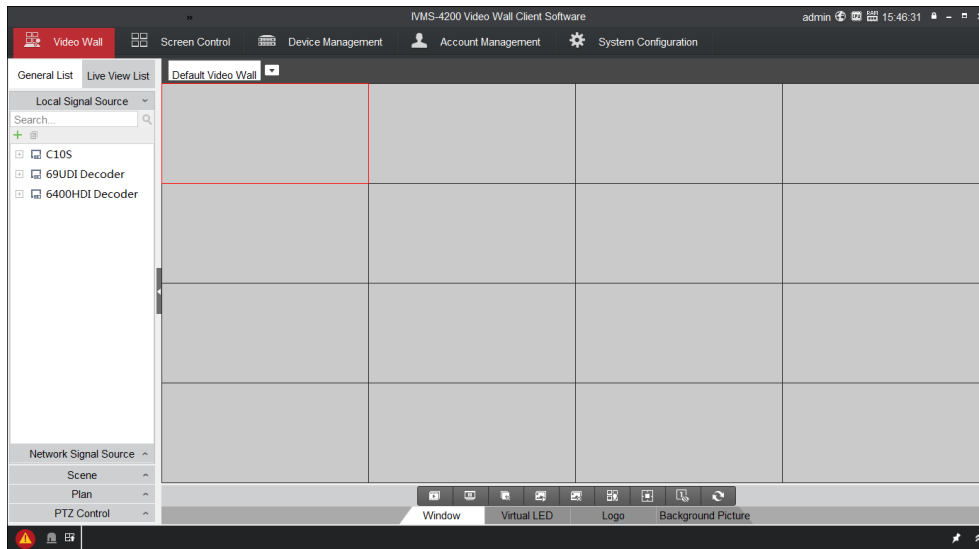 »
IVMS-4200 Video Wall Client Software
admin 15:46:31
Video Wall Screen Control Device Management Account Management System Configuration
General List Live View List Default Video Wall
Local Signal Source
Search...
C10S
69UDI Decoder
6400HDI Decoder
Network Signal Source
Scene
Plan
PTZ Control
Window Virtual LED Logo Background Picture